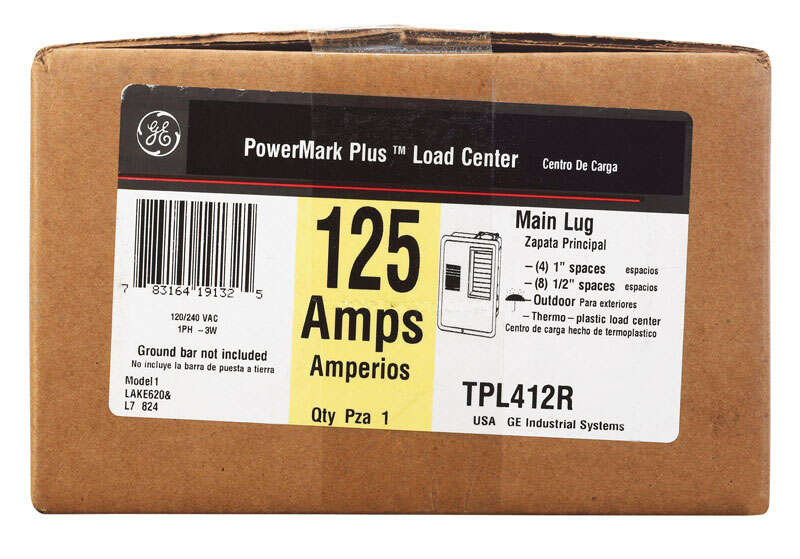 GE
PowerMark Plus ™ Load Center Centro De Carga
7 83164 19132 5
120/240 VAC
1PH -3W
Ground bar not included
No incluye la barra de puesta a tierra
Model 1
LAKE620&
L7 824
125
Amps
Amperios
Qty Pza 1
Main Lug
Zapata Principal
-(4) 1" spaces espacios
-(8) 1/2" spaces espacios
-Outdoor Para exteriores
-Thermo-plastic load center
Centro de carga hecho de termoplastico
TPL412R
USA GE Industrial Systems